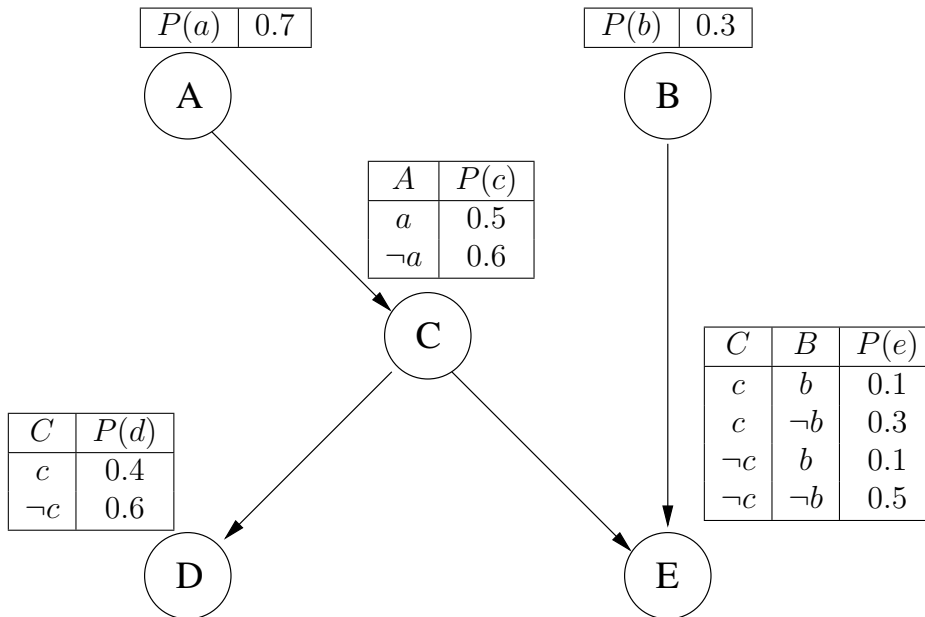 P(a) 0.7
P(b) 0.3
A
B
A P(c)
a 0.5
¬a 0.6
C
C B P(e)
c b 0.1
c ¬b 0.3
¬c b 0.1
¬c ¬b 0.5
C P(d)
c 0.4
¬c 0.6
D
E